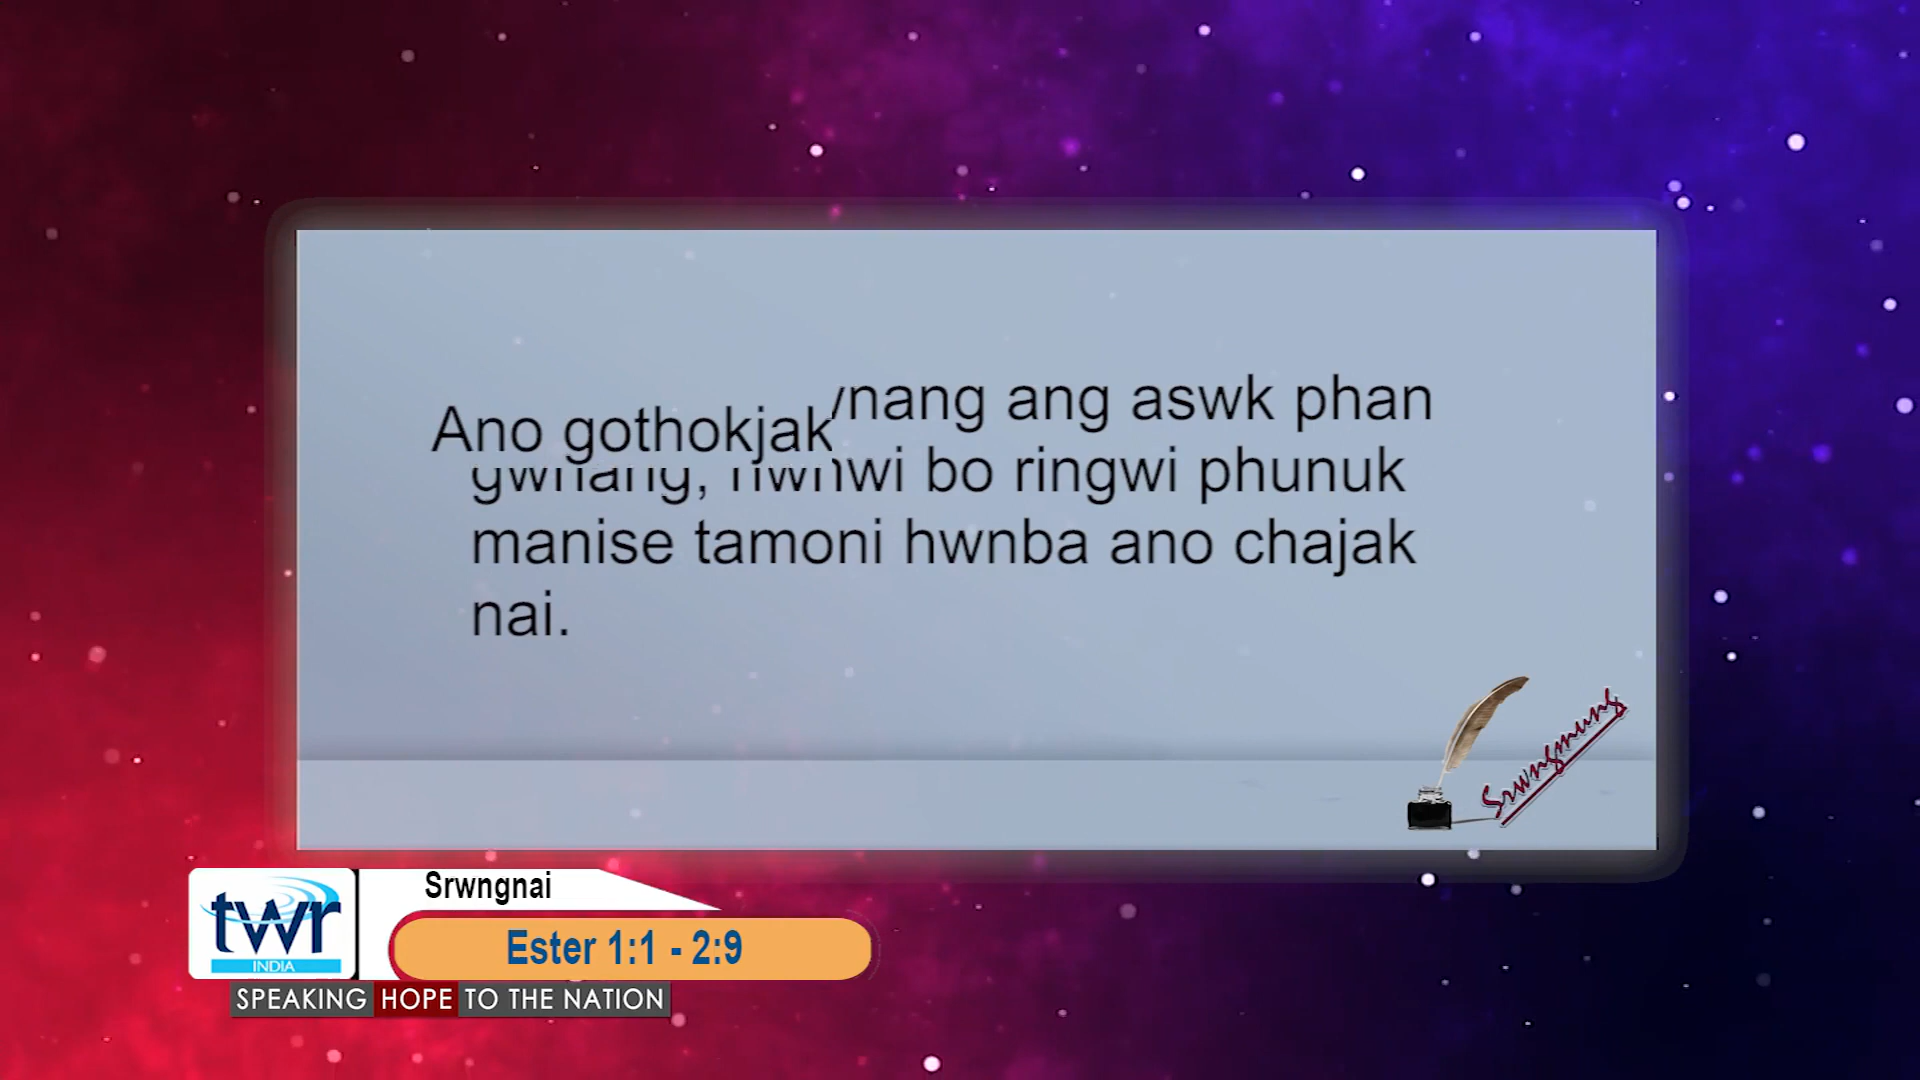 Ano gothokjak
ang aswk phan
bo ringwi phunuk
manise tamoni hwnba ano chajak
nai.
Srwngmung
twr
INDIA
Srwngnai
Ester 1:1 - 2:9
SPEAKING HOPE TO THE NATION